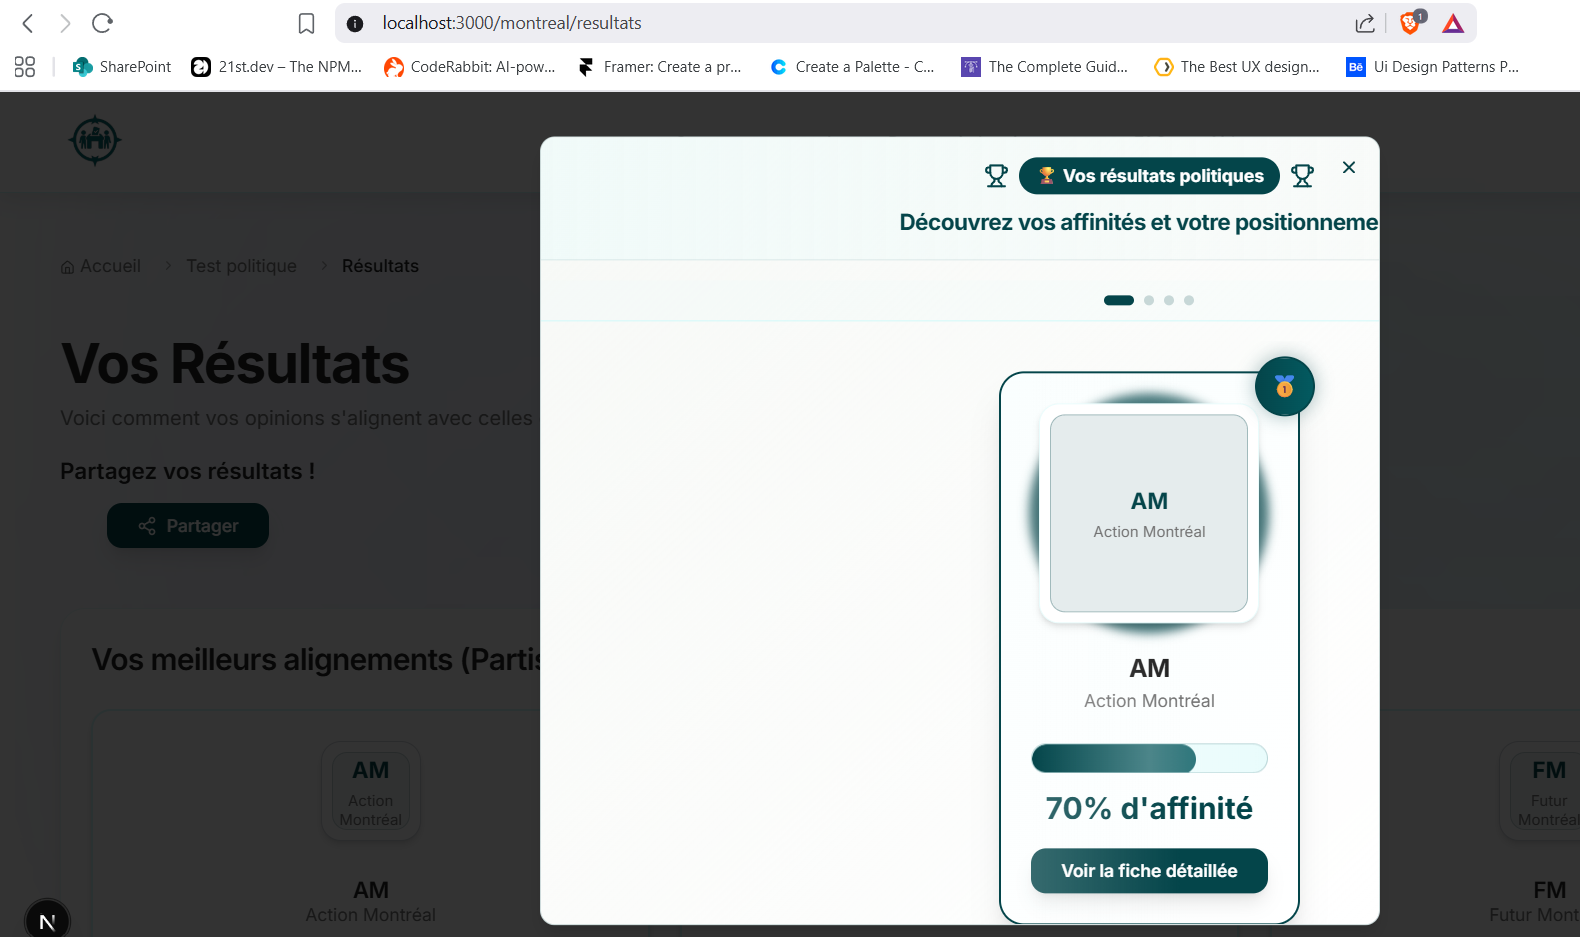 localhost:3000/montreal/resultats
1
SharePoint
21st.dev – The NPM...
CodeRabbit: AI-pow...
Framer: Create a pr...
Create a Palette - C...
The Complete Guid...
The Best UX design...
Bē
Ui Design Patterns P...
🏆 Vos résultats politiques
Découvrez vos affinités et votre positionneme
Accueil
Test politique
Résultats
Vos Résultats
Voici comment vos opinions s'alignent avec celles
Partagez vos résultats !
Partager
1
AM
Action Montréal
AM
Action Montréal
70% d'affinité
Voir la fiche détaillée
Vos meilleurs alignements (Partis
AM
Action
Montréal
AM
Action Montréal
FM
Futur
Montréal
FM
Futur Mont
N